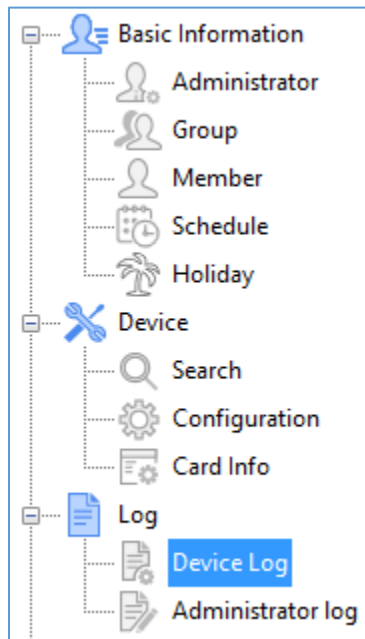 Basic Information
Administrator
Group
Member
Schedule
Holiday
Device
Search
Configuration
Card Info
Log
Device Log
Administrator log